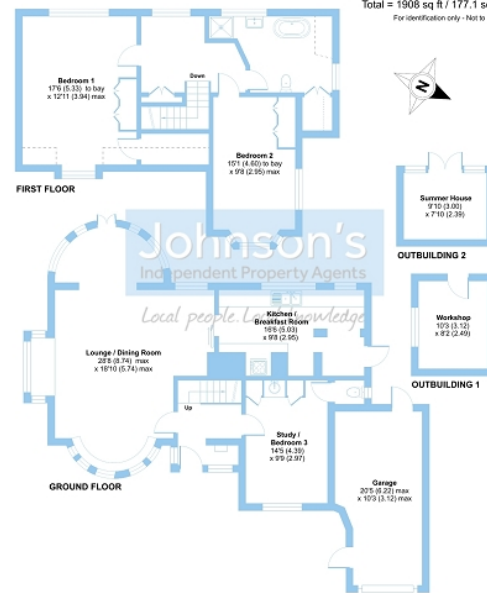 Total = 1908 sq ft / 177.1 s
For identification only - Not to
Bedroom 1
17'6 (5.33) to bay
x 12'11 (3.94) max
Down
Bedroom 2
15'1 (4.60) to bay
x 9'8 (2.95) max
N
FIRST FLOOR
Summer House
9'10 (3.00)
x 7'10 (2.39)
OUTBUILDING 2
Johnson's
Independent Property Agents
Local people. Local knowledge
Kitchen /
Breakfast Room
16'6 (5.03)
x 9'8 (2.95)
Workshop
10'3 (3.12)
x 8'2 (2.49)
OUTBUILDING 1
Lounge / Dining Room
28'8 (8.74) max
x 18'10 (5.74) max
Up
Study /
Bedroom 3
14'5 (4.39)
x 9'9 (2.97)
GROUND FLOOR
Garage
20'5 (6.22) max
x 10'3 (3.12) max